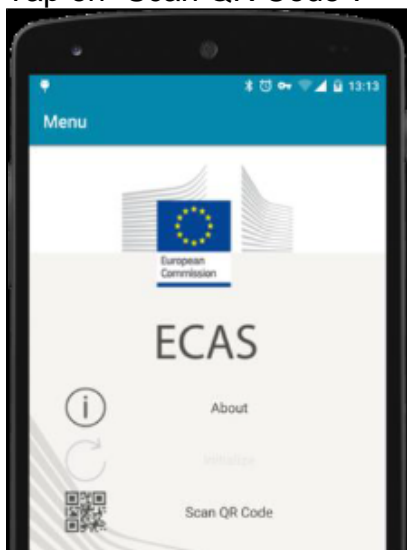 Tap on "Scan QR Code".
13:13
Menu
European
Commission
ECAS
i
About
Initialize
Scan QR Code